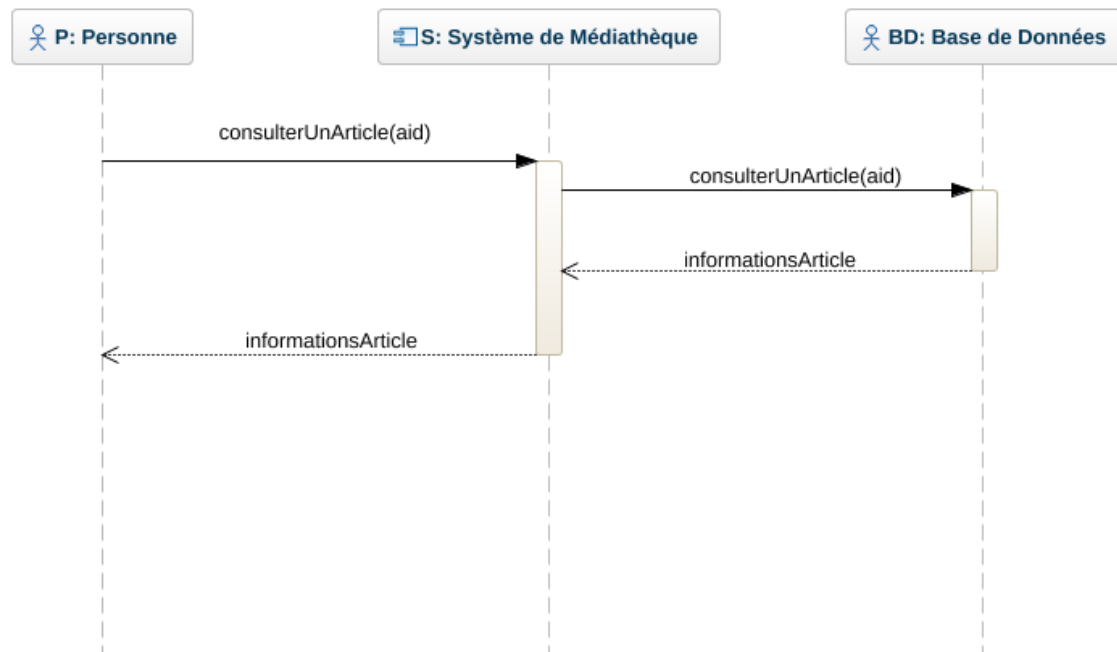 P: Personne
S: Système de Médiathèque
BD: Base de Données
consulterUnArticle(aid)
consulterUnArticle(aid)
informationsArticle
informationsArticle